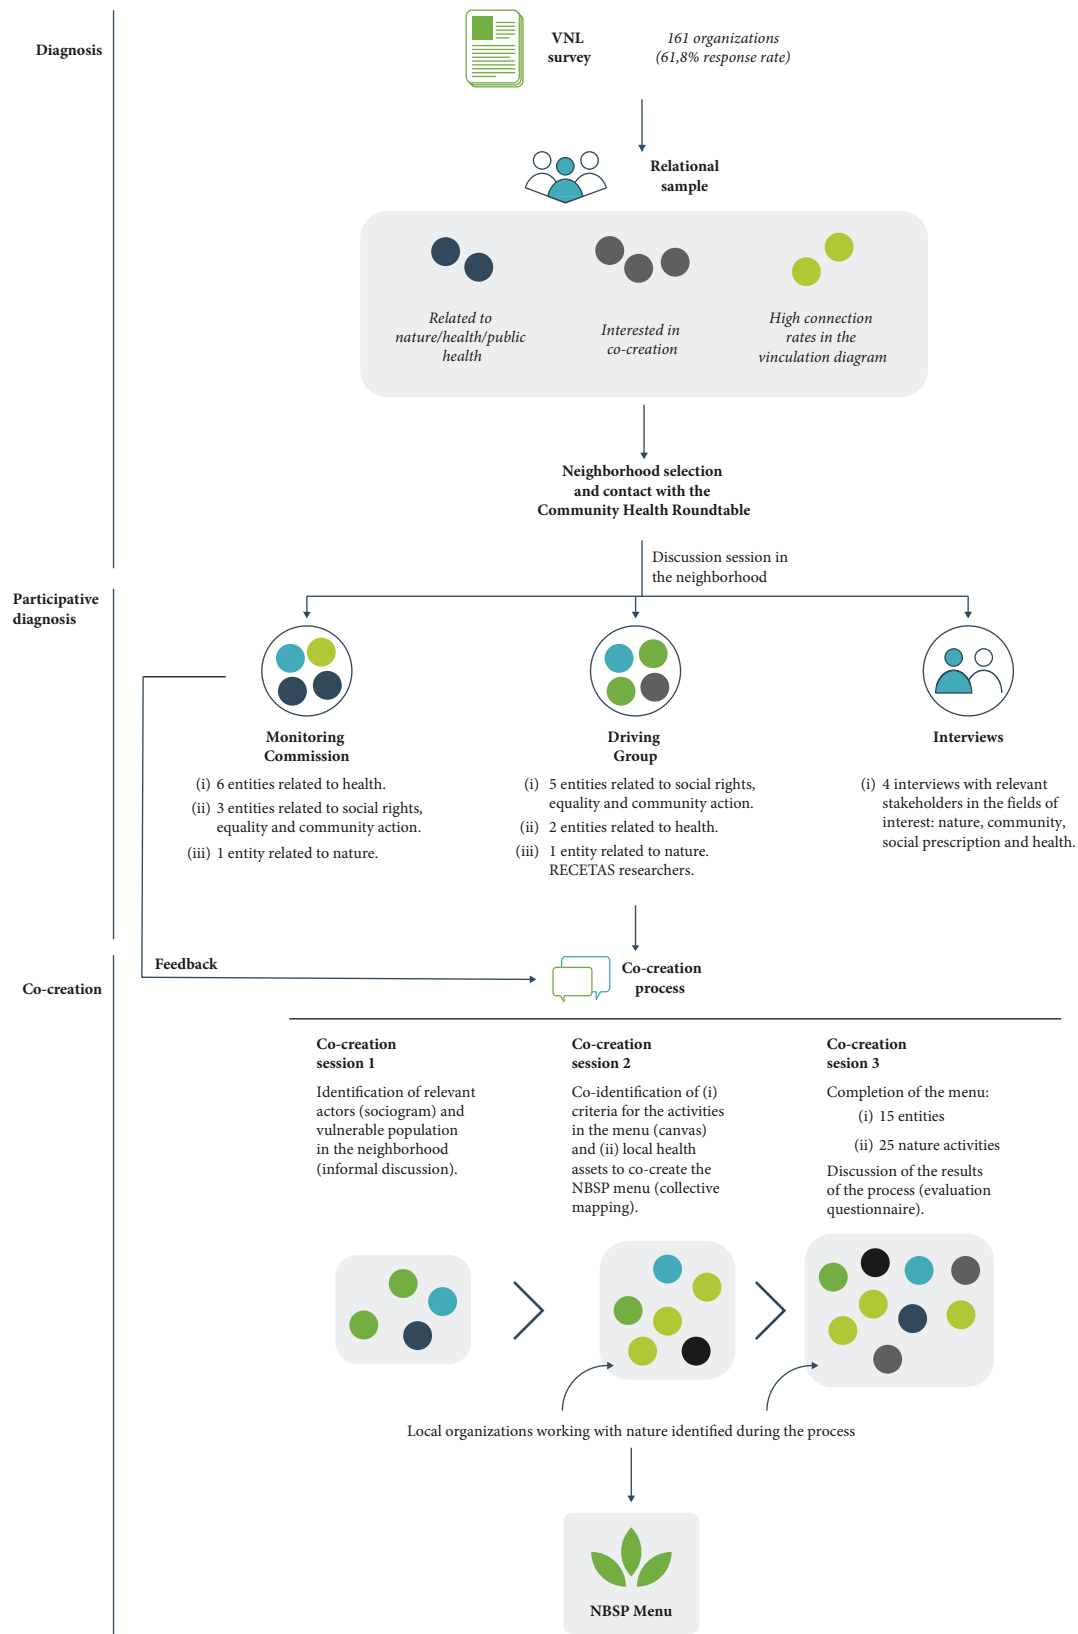 Diagnosis
VNL
survey
161 organizations
(61,8% response rate)
Relational
sample
Related to
nature/health/public
health
Interested in
co-creation
High connection
rates in the
vinculation diagram
Neighborhood selection
and contact with the
Community Health Roundtable
Discussion session in
the neighborhood
Participative
diagnosis
Monitoring
Commission
(i) 6 entities related to health.
(ii) 3 entities related to social rights,
equality and community action.
(iii) 1 entity related to nature.
Driving
Group
(i) 5 entities related to social rights,
equality and community action.
(ii) 2 entities related to health.
(iii) 1 entity related to nature.
RECETAS researchers.
Interviews
(i) 4 interviews with relevant
stakeholders in the fields of
interest: nature, community,
social prescription and health.
Feedback
Co-creation
Co-creation
process
Co-creation
session 1
Identification of relevant
actors (sociogram) and
vulnerable population
in the neighborhood
(informal discussion).
Co-creation
session 2
Co-identification of (i)
criteria for the activities
in the menu (canvas)
and (ii) local health
assets to co-create the
NBSP menu (collective
mapping).
Co-creation
sesion 3
Completion of the menu:
(i) 15 entities
(ii) 25 nature activities
Discussion of the results
of the process (evaluation
questionnaire).
Local organizations working with nature identified during the process
NBSP Menu